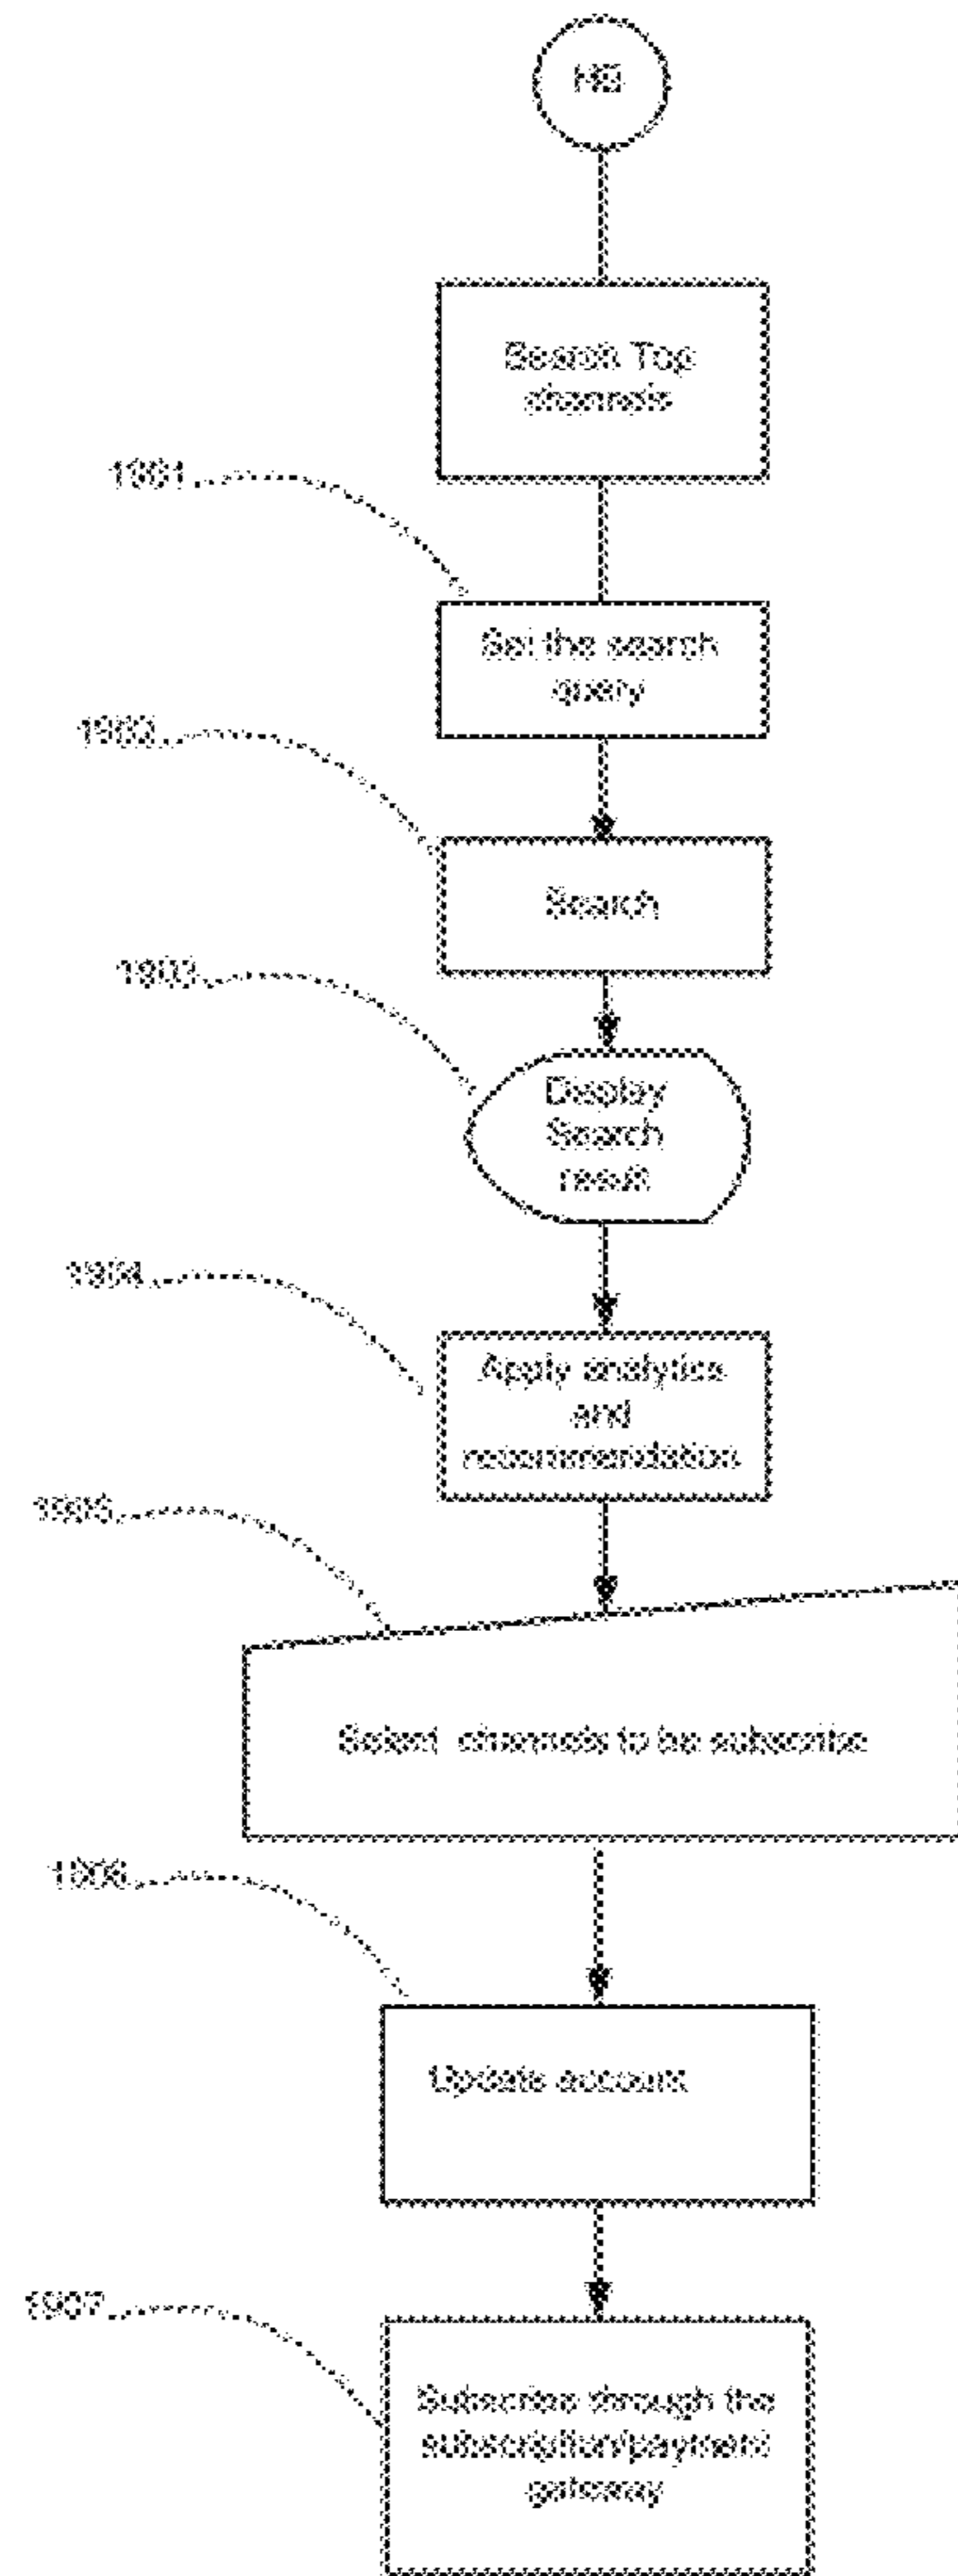 Search Top
channels
1901
Set the search
query
1902
Search
1903
Display
Search
result
1904
Apply analytics
and
recommendation
1905
Select channels to be subscribe
1906
Update account
1907
Subscribe through the
subscription/payment
gateway